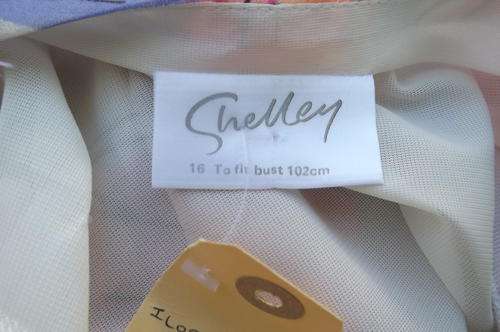 Shelley
16 To fit bust 102cm